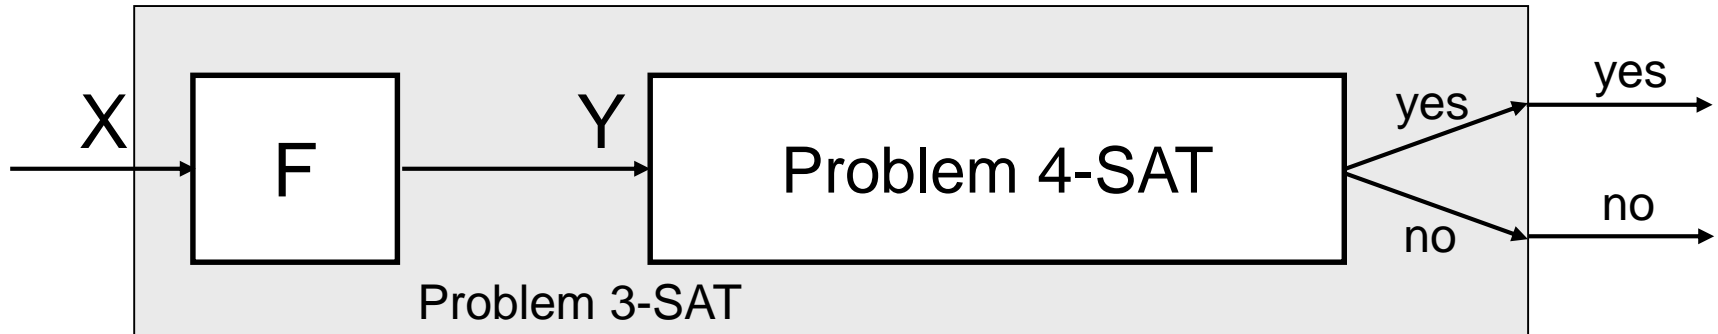 X
F
Y
Problem 4-SAT
yes
no
yes
no
Problem 3-SAT